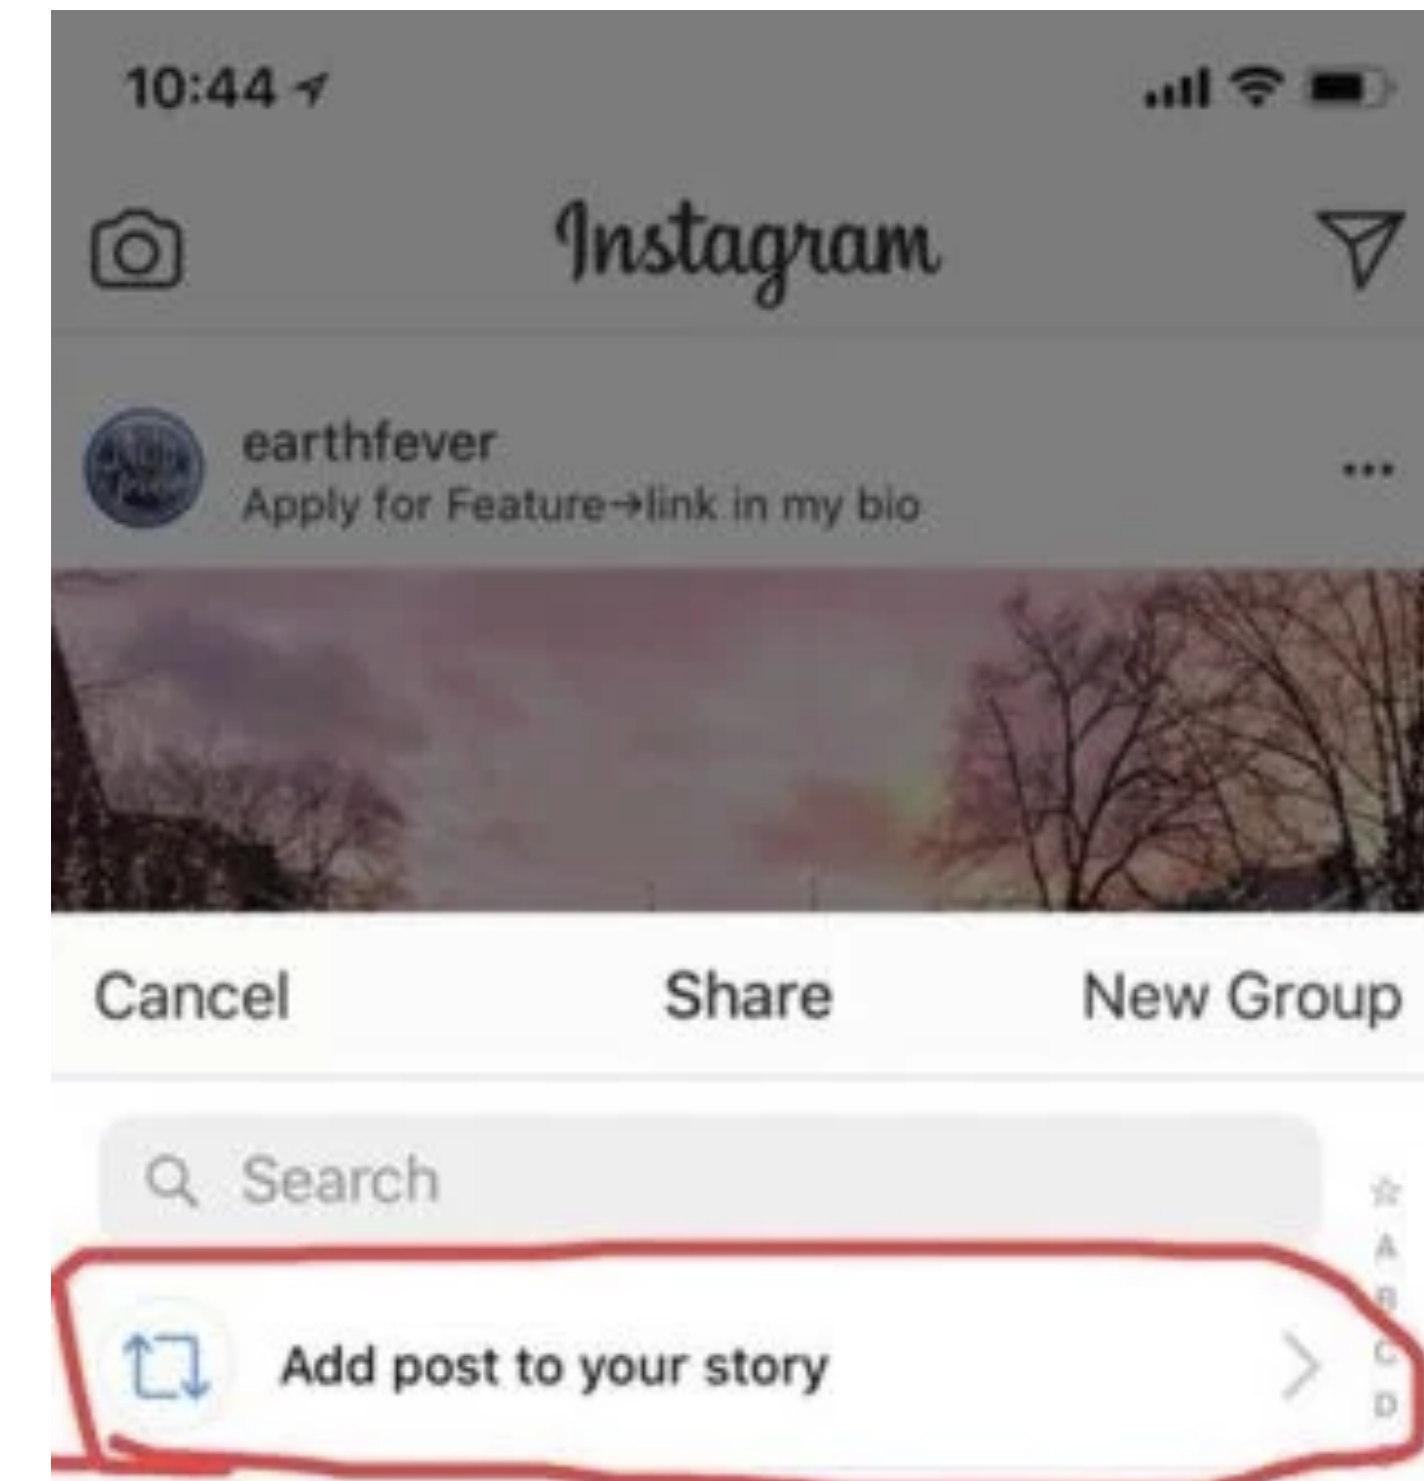 10:44
Instagram
earthfever
Apply for Feature→link in my bio
Cancel Share New Group
Search
☆
A
B
Add post to your story
C
D